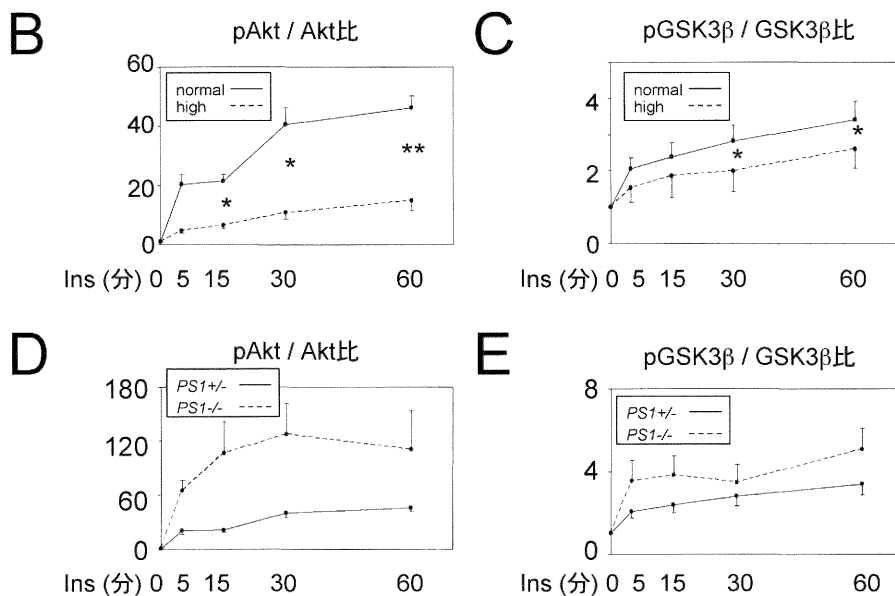 B
pAkt / Akt比
60
40
20
0
normal
high
*
*
**
Ins (分) 0 5 15 30 60
C
pGSK3β / GSK3β比
4
2
0
normal
high
*
*
Ins (分) 0 5 15 30 60
D
pAkt / Akt比
180
120
60
0
PS1+/-
PS1-/-
Ins (分) 0 5 15 30 60
E
pGSK3β / GSK3β比
8
4
0
PS1+/-
PS1-/-
Ins (分) 0 5 15 30 60